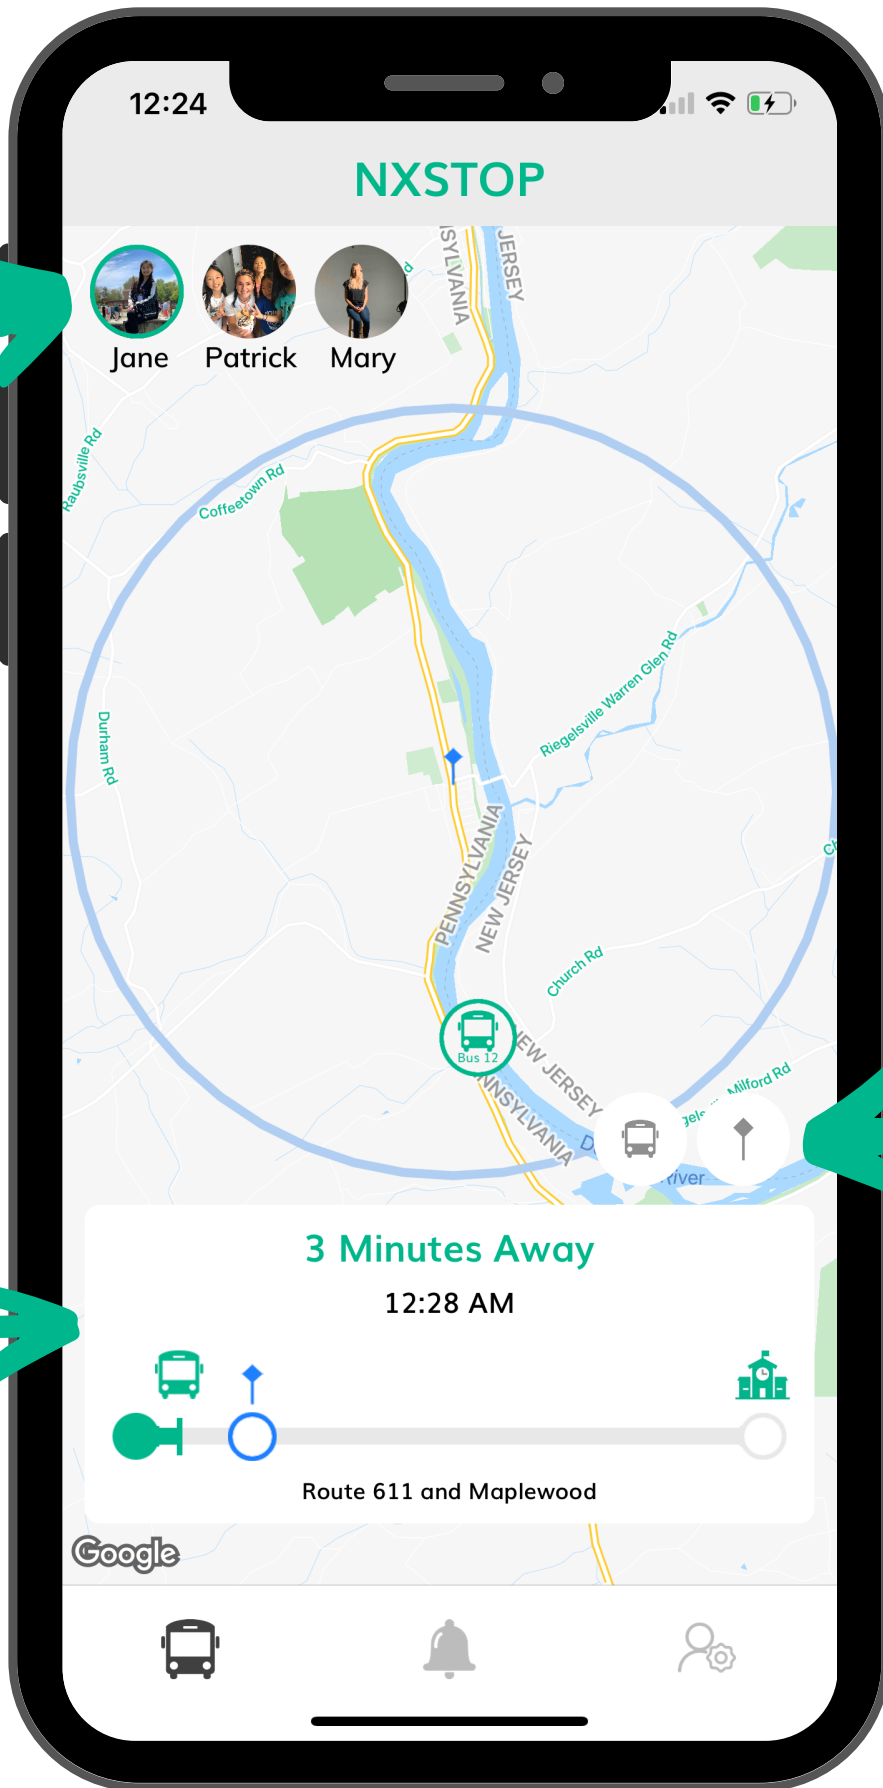 12:24
NXSTOP
Jane Patrick Mary
JERSEY
Raubsville Rd
Coffeetown Rd
Riegelsville Warren Glen Rd
Durham Rd
PENNSYLVANIA
NEW JERSEY
Church Rd
Bus 12
NEW JERSEY
Milford Rd
River
3 Minutes Away
12:28 AM
Route 611 and Maplewood
Google